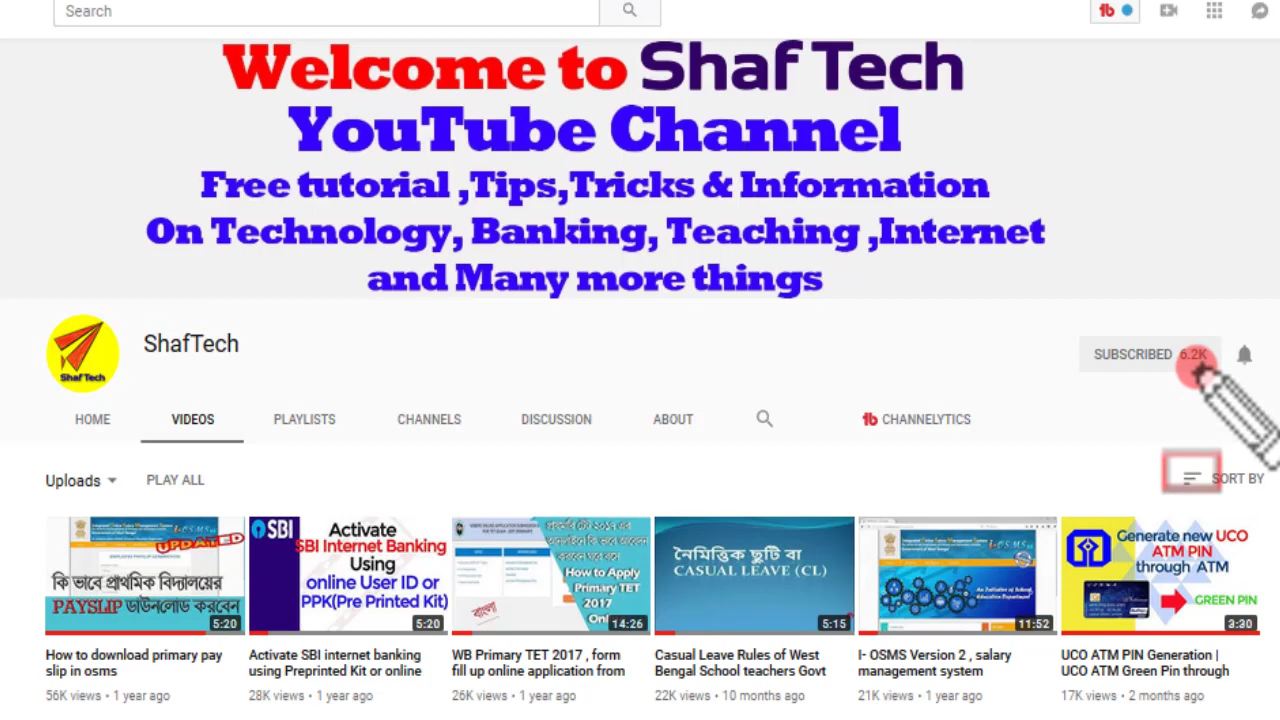 Search
Welcome to Shaf Tech
YouTube Channel
Free tutorial ,Tips,Tricks & Information
On Technology, Banking, Teaching ,Internet
and Many more things
Shaf Tech
ShafTech
SUBSCRIBED 6.2K
HOME VIDEOS PLAYLISTS CHANNELS DISCUSSION ABOUT CHANNELYTICS
Uploads PLAY ALL SORT BY
UPDATED
কি ভাবে প্রাথমিক বিদ্যালয়ের
PAYSLIP ডাউনলোড করবেন
5:20
SBI
Activate
SBI Internet Banking
Using
online User ID or
PPK(Pre Printed Kit)
5:20
How to Apply
Primary TET
2017
বাংলা
14:26
নৈমিত্তিক ছুটি বা
CASUAL LEAVE (CL)
5:15
i-OSMS
11:52
Generate new UCO
ATM PIN
through ATM
GREEN PIN
3:30
How to download primary pay
slip in osms
56K views • 1 year ago
Activate SBI internet banking
using Preprinted Kit or online
28K views • 1 year ago
WB Primary TET 2017 , form
fill up online application from
26K views • 1 year ago
Casual Leave Rules of West
Bengal School teachers Govt
22K views • 10 months ago
I- OSMS Version 2 , salary
management system
21K views • 1 year ago
UCO ATM PIN Generation |
UCO ATM Green Pin through
17K views • 2 months ago